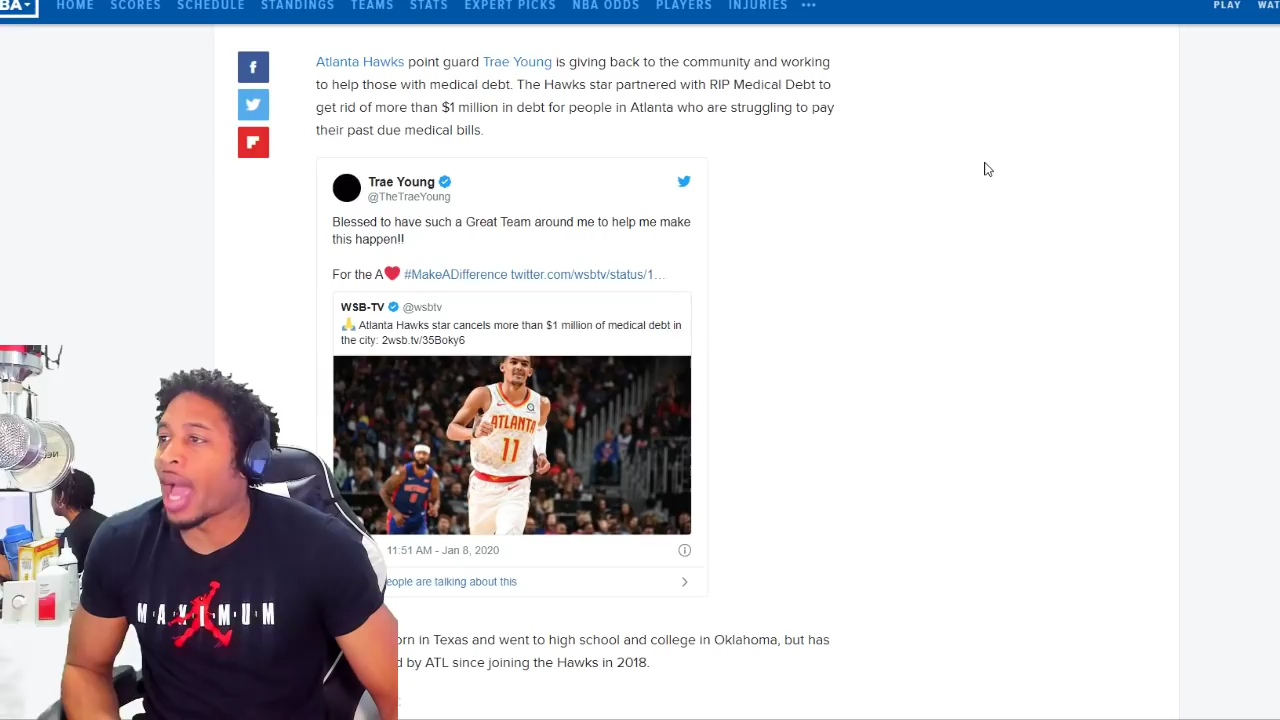 BA
HOME SCORES SCHEDULE STANDINGS TEAMS STATS EXPERT PICKS NBA ODDS PLAYERS INJURIES ••• PLAY WAT
Atlanta Hawks point guard Trae Young is giving back to the community and working
to help those with medical debt. The Hawks star partnered with RIP Medical Debt to
get rid of more than $1 million in debt for people in Atlanta who are struggling to pay
their past due medical bills.
Trae Young
@TheTraeYoung
Blessed to have such a Great Team around me to help me make
this happen!!
For the A❤️ #MakeADifference twitter.com/wsbtv/status/1…
WSB-TV @wsbtv
🙏 Atlanta Hawks star cancels more than $1 million of medical debt in
the city: 2wsb.tv/35Boky6
ATLANTA
11
11:51 AM - Jan 8, 2020
eople are talking about this
orn in Texas and went to high school and college in Oklahoma, but has
d by ATL since joining the Hawks in 2018.
MAXIMUM